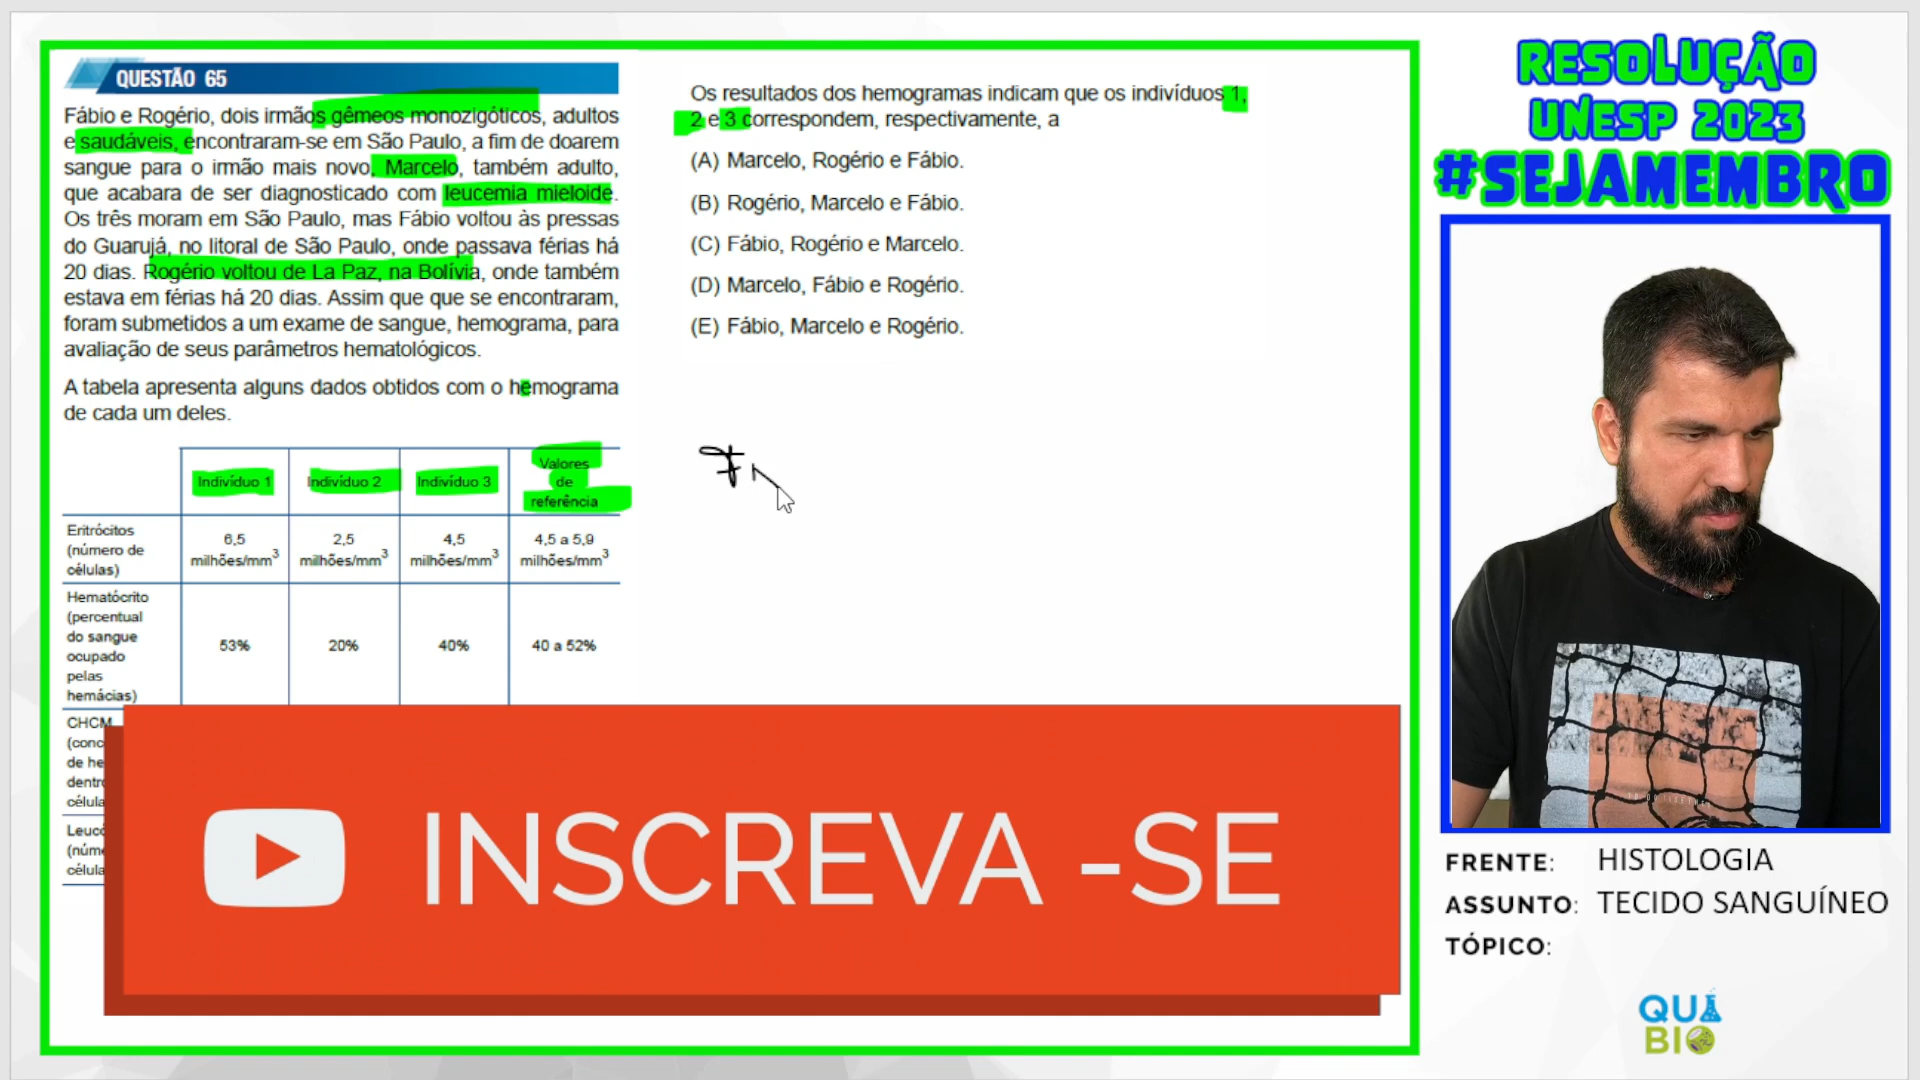 QUESTÃO 65
Fábio e Rogério, dois irmãos gêmeos monozigóticos, adultos
e saudáveis, encontraram-se em São Paulo, a fim de doarem
sangue para o irmão mais novo, Marcelo, também adulto,
que acabara de ser diagnosticado com leucemia mieloide.
Os três moram em São Paulo, mas Fábio voltou às pressas
do Guarujá, no litoral de São Paulo, onde passava férias há
20 dias. Rogério voltou de La Paz, na Bolívia, onde também
estava em férias há 20 dias. Assim que que se encontraram,
foram submetidos a um exame de sangue, hemograma, para
avaliação de seus parâmetros hematológicos.
A tabela apresenta alguns dados obtidos com o hemograma
de cada um deles.
Indivíduo 1 Indivíduo 2 Indivíduo 3 Valores
de
referência
Eritrócitos
(número de
células)
6,5
milhões/mm³
2,5
milhões/mm³
4,5
milhões/mm³
4,5 a 5,9
milhões/mm³
Hematócrito
(percentual
do sangue
ocupado
pelas
hemácias)
53% 20% 40% 40 a 52%
CHCM
Os resultados dos hemogramas indicam que os indivíduos 1,
2 e 3 correspondem, respectivamente, a
(A) Marcelo, Rogério e Fábio.
(B) Rogério, Marcelo e Fábio.
(C) Fábio, Rogério e Marcelo.
(D) Marcelo, Fábio e Rogério.
(E) Fábio, Marcelo e Rogério.
INSCREVA -SE
RESOLUÇÃO
UNESP 2023
#SEJAMEMBRO
FRENTE: HISTOLOGIA
ASSUNTO: TECIDO SANGUÍNEO
TÓPICO:
QUI
BIO